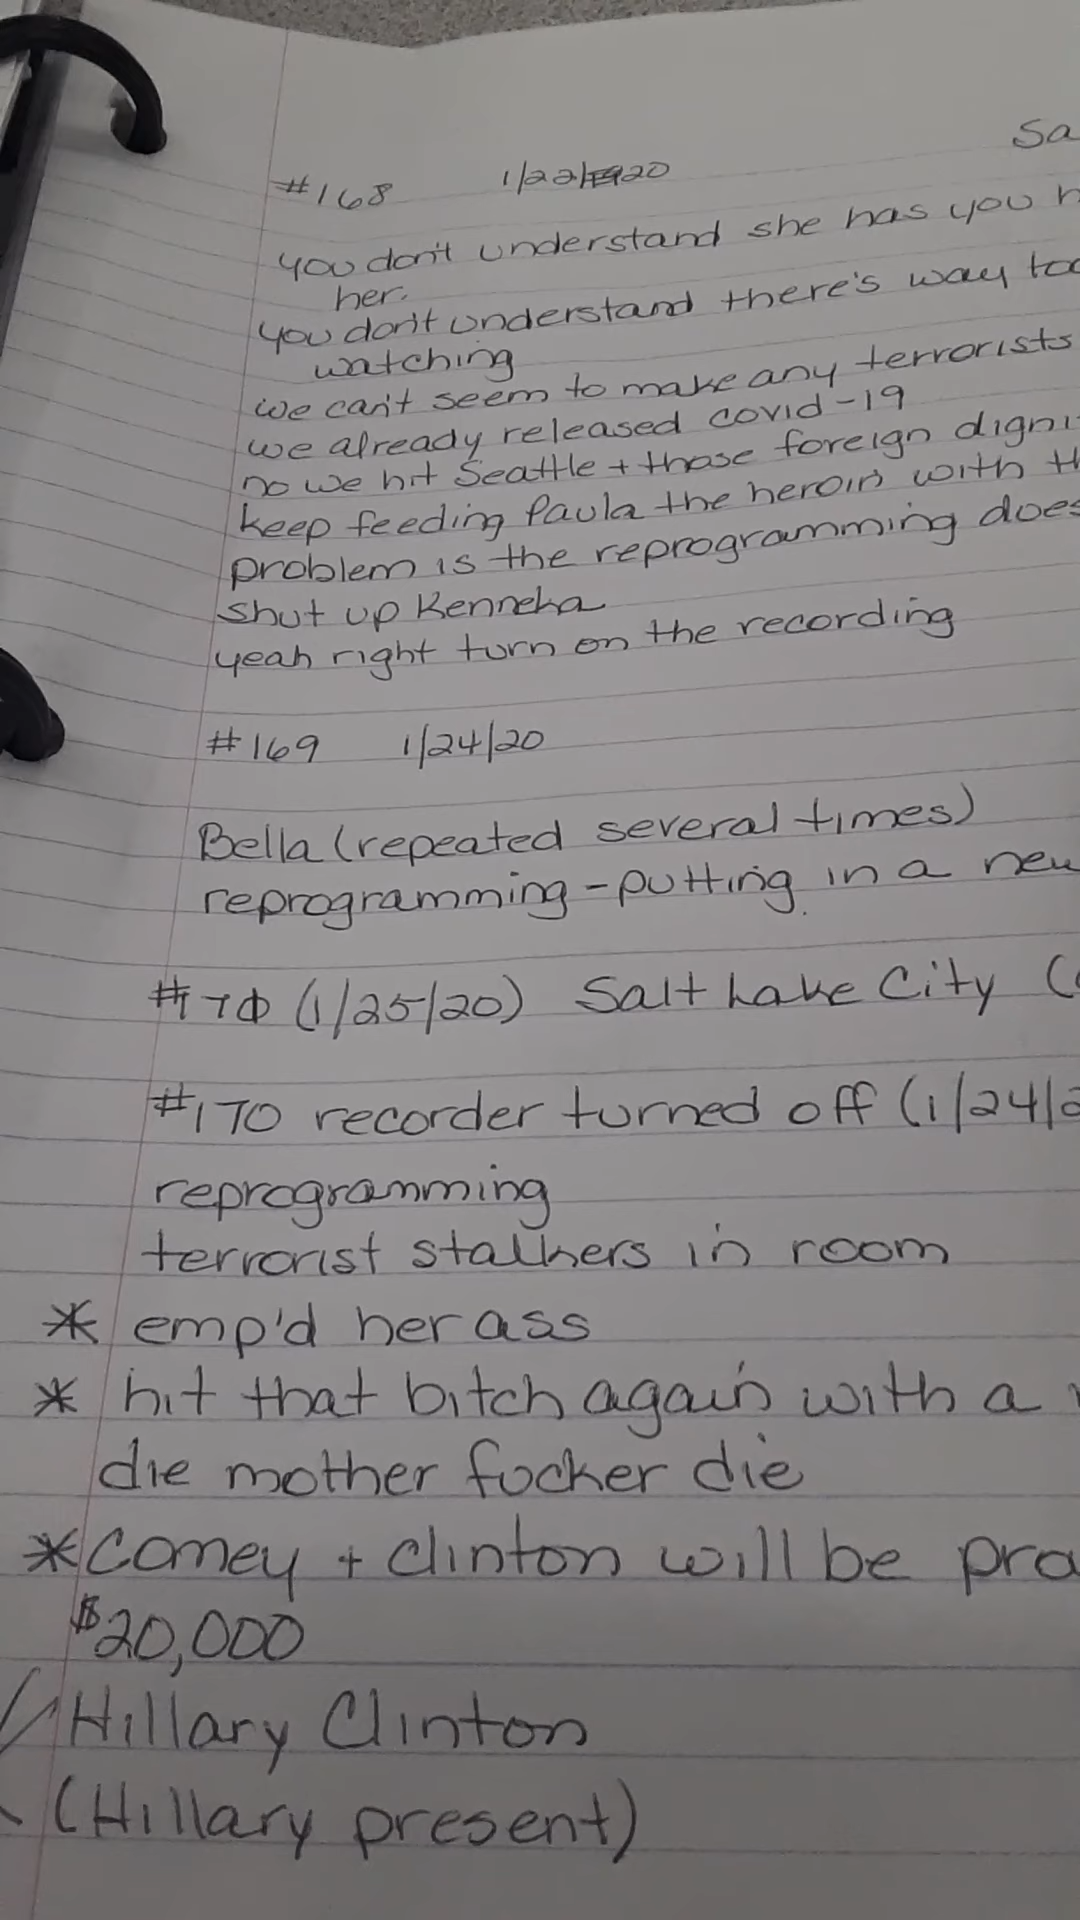 Sa
#168 1/22/20
you don't understand she has you
her.
you don't understand there's way too
watching
we can't seem to make any terrorists
we already released covid-19
no we hit Seattle + those foreign digni
keep feeding Paula the heroin with th
problem is the reprogramming does
shut up Kenneka
yeah right turn on the recording
#169 1/24/20
Bella (repeated several times)
reprogramming - putting in a new
#170 (1/25/20) Salt Lake City (
#170 recorder turned off (1/24/2
reprogramming
terrorist stalkers in room
* emp'd her ass
* hit that bitch again with a
die mother fucker die
* Comey + Clinton will be pro
$20,000
Hillary Clinton
(Hillary present)